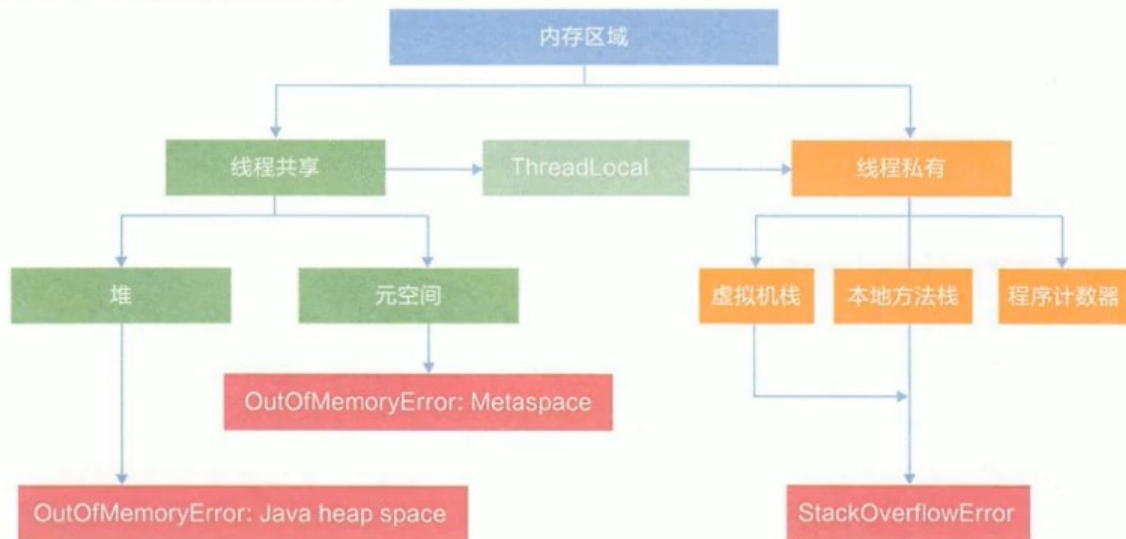 内存区域
线程共享
ThreadLocal
线程私有
堆
元空间
虚拟机栈
本地方法栈
程序计数器
OutOfMemoryError: Metaspace
OutOfMemoryError: Java heap space
StackOverflowError